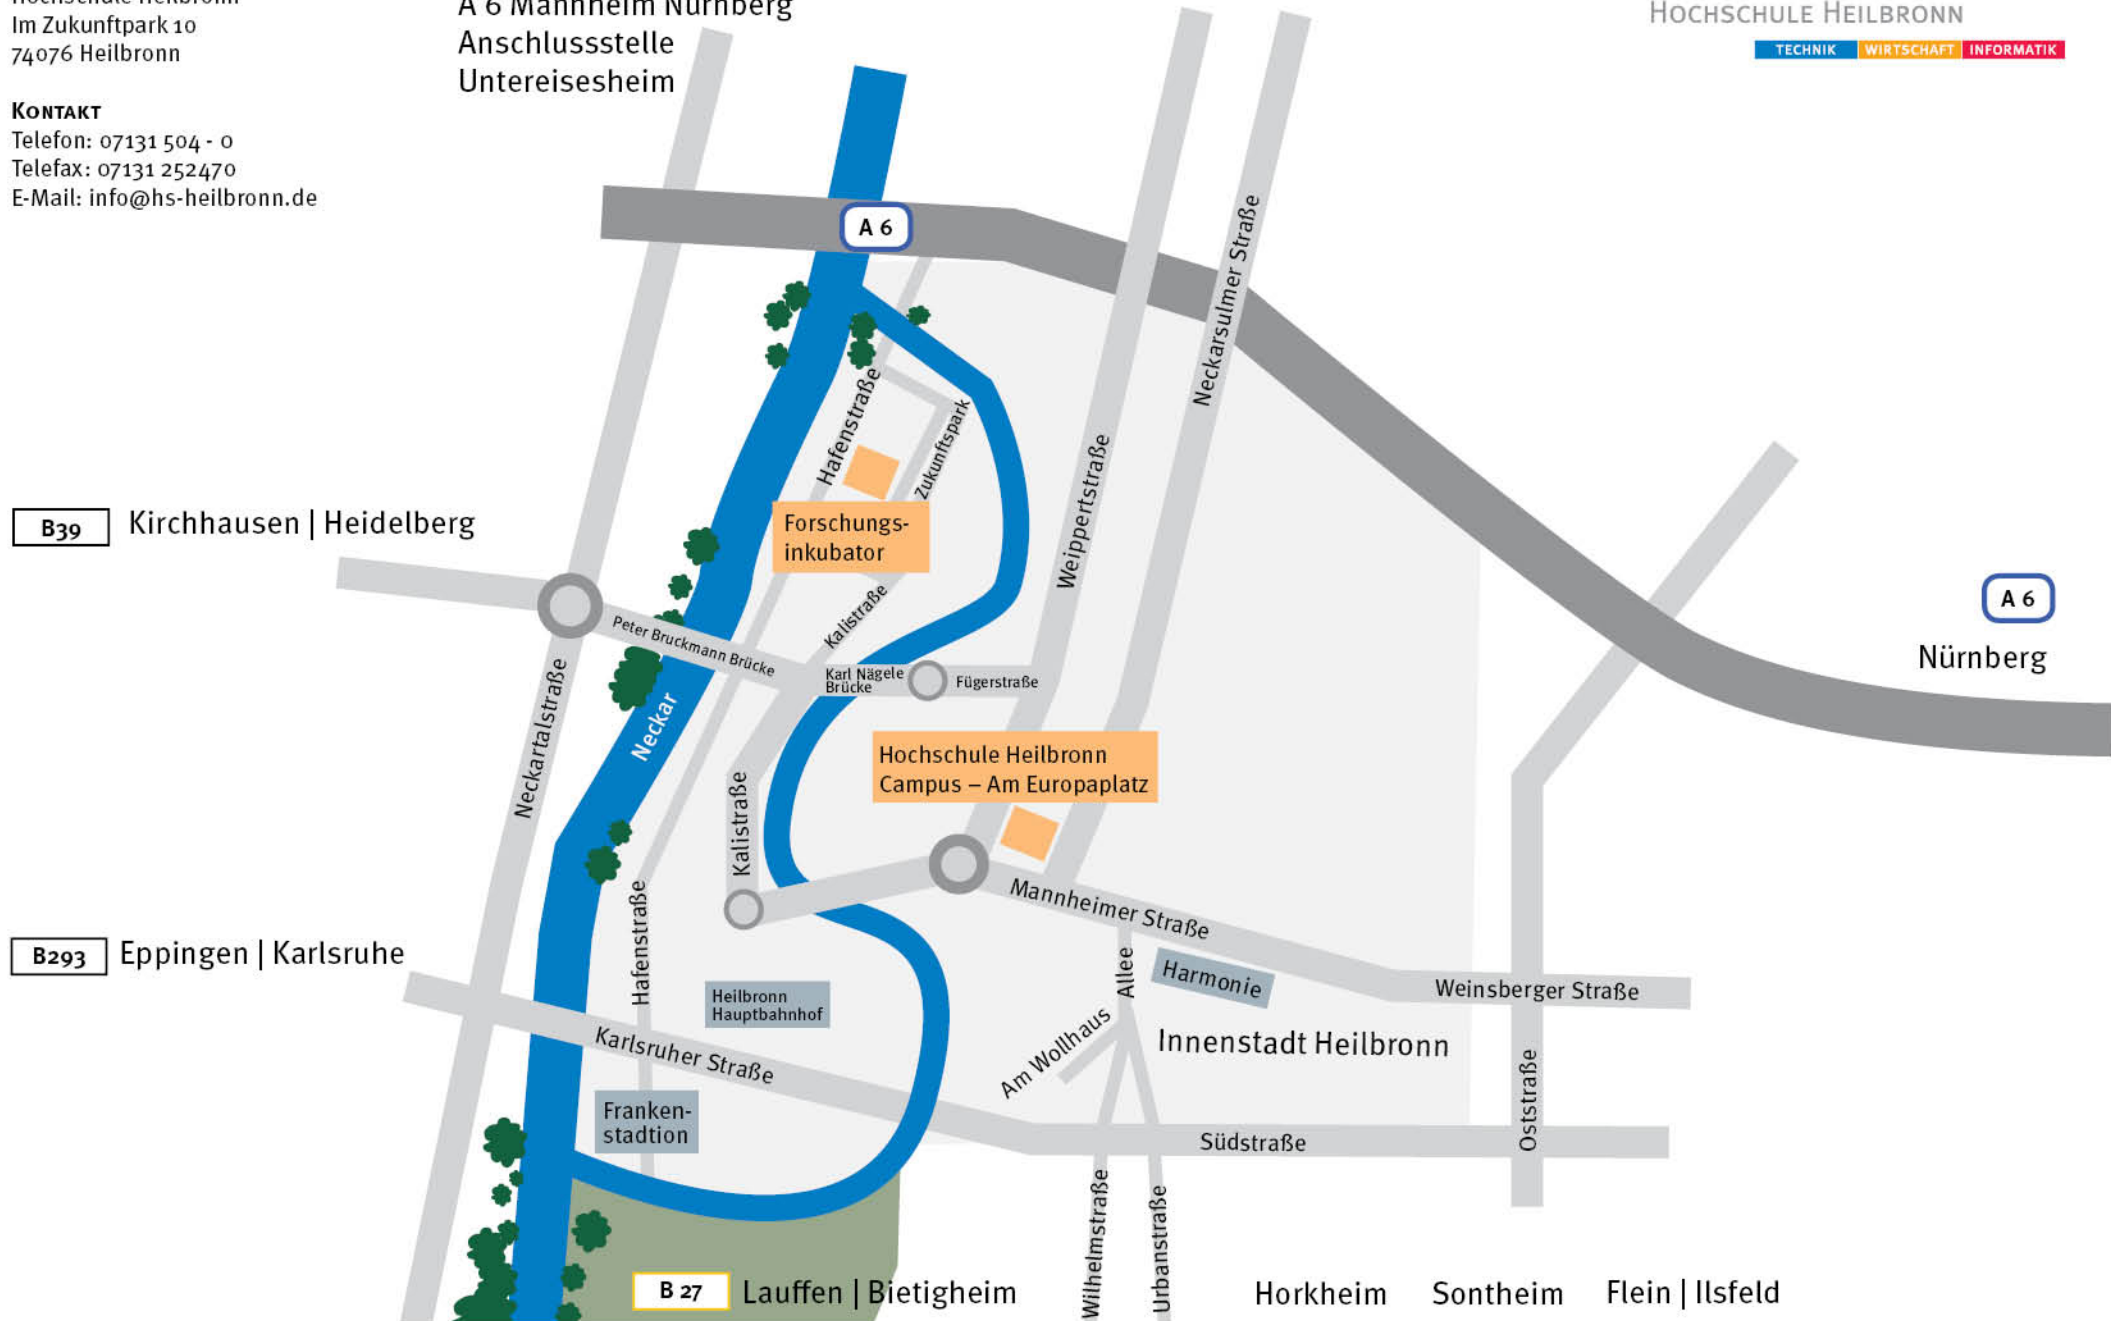 Hochschule Heilbronn
Im Zukunftpark 10
74076 Heilbronn
KONTAKT
Telefon: 07131 504 - 0
Telefax: 07131 252470
E-Mail: info@hs-heilbronn.de
A 6 Mannheim Nürnberg
Anschlussstelle
Untereisesheim
HOCHSCHULE HEILBRONN
TECHNIK WIRTSCHAFT INFORMATIK
A 6
Neckarsulmer Straße
Hafenstraße
Zukunftspark
Weippertstraße
B39 Kirchhausen | Heidelberg
Forschungs-
inkubator
Kalistraße
A 6
Nürnberg
Peter Bruckmann Brücke
Karl Nägele
Brücke
Fügerstraße
Neckartalstraße
Neckar
Hochschule Heilbronn
Campus – Am Europaplatz
Kalistraße
Mannheimer Straße
Hafenstraße
B293 Eppingen | Karlsruhe
Heilbronn
Hauptbahnhof
Allee
Harmonie
Weinsberger Straße
Karlsruher Straße
Am Wollhaus
Innenstadt Heilbronn
Franken-
stadtion
Südstraße
Oststraße
Wilhelmstraße
Urbanstraße
B 27 Lauffen | Bietigheim
Horkheim
Sontheim
Flein | Ilsfeld